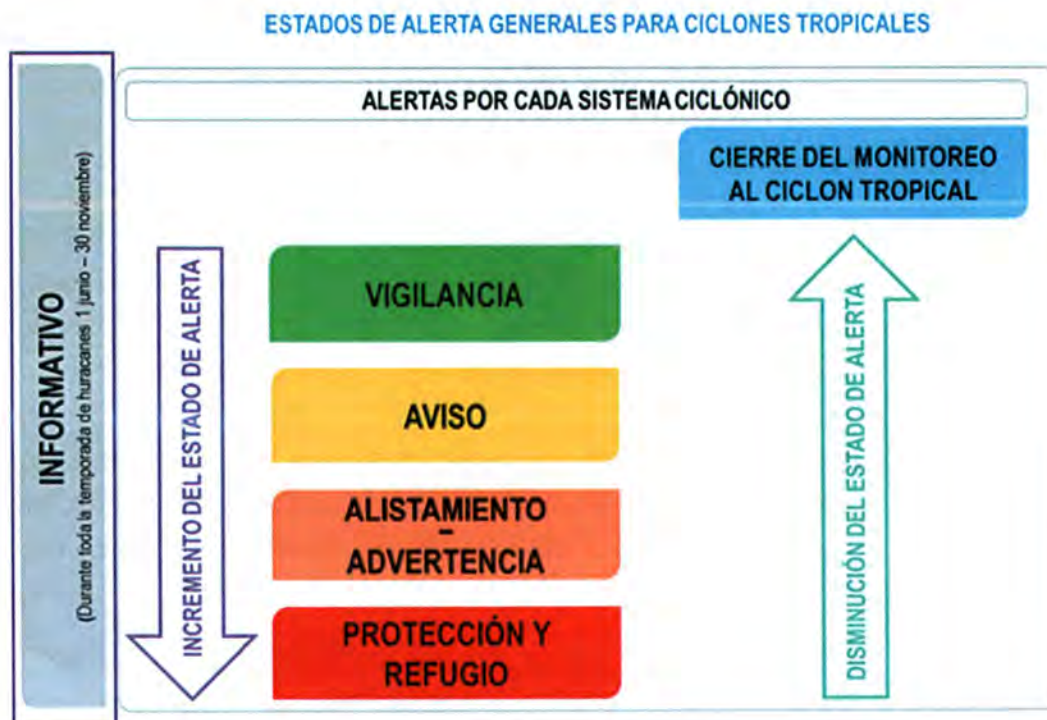 ESTADOS DE ALERTA GENERALES PARA CICLONES TROPICALES
INFORMATIVO
(Durante toda la temporada de huracanes 1 junio – 30 noviembre)
ALERTAS POR CADA SISTEMA CICLÓNICO
CIERRE DEL MONITOREO
AL CICLON TROPICAL
INCREMENTO DEL ESTADO DE ALERTA
VIGILANCIA
AVISO
ALISTAMIENTO
–
ADVERTENCIA
PROTECCIÓN Y
REFUGIO
DISMINUCIÓN DEL ESTADO DE ALERTA